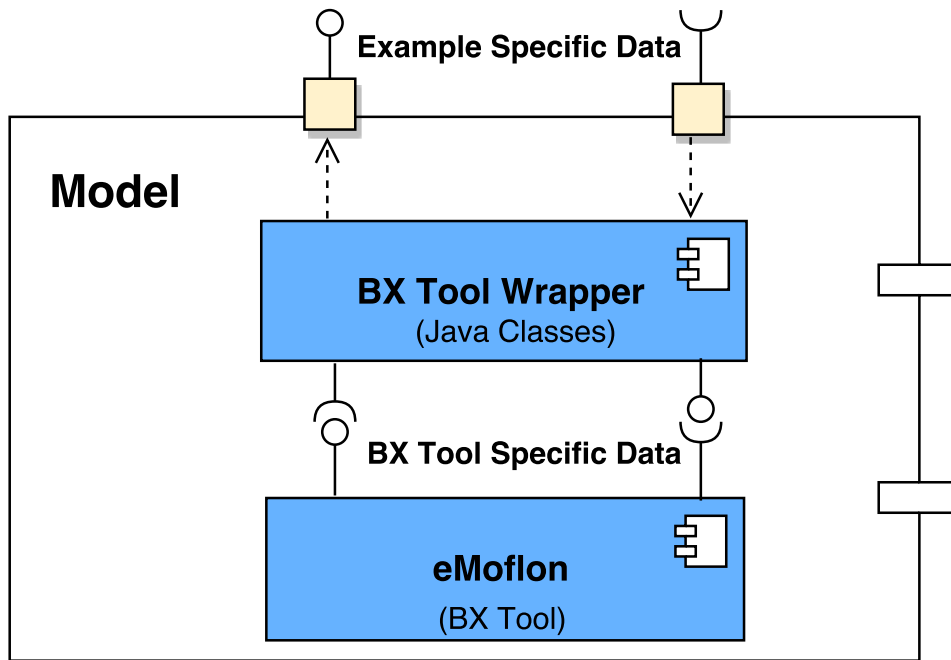 Example Specific Data
Model
BX Tool Wrapper
(Java Classes)
BX Tool Specific Data
eMoflon
(BX Tool)